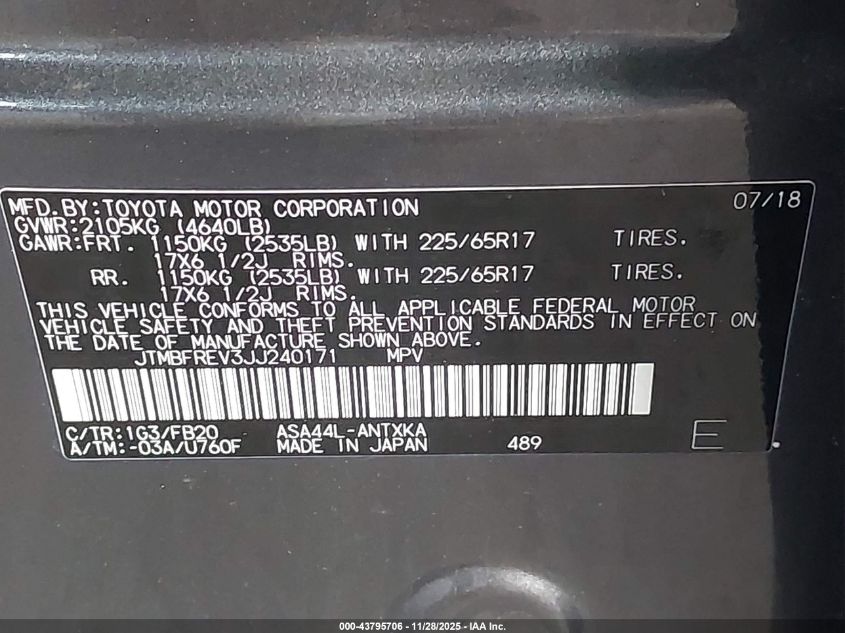 MFD.BY:TOYOTA MOTOR CORPORATION 07/18
GVWR:2105KG (4640LB)
GAWR:FRT. 1150KG (2535LB) WITH 225/65R17 TIRES.
17X6 1/2J RIMS.
RR. 1150KG (2535LB) WITH 225/65R17 TIRES.
17X6 1/2J RIMS.
THIS VEHICLE CONFORMS TO ALL APPLICABLE FEDERAL MOTOR
VEHICLE SAFETY AND THEFT PREVENTION STANDARDS IN EFFECT ON
THE DATE OF MANUFACTURE SHOWN ABOVE.
JTMBFREV3JJ240171 MPV
C/TR:1G3/FB20 ASA44L-ANTXKA
A/TM:-03A/U760F MADE IN JAPAN 489 E
000-43795706 - 11/28/2025 - IAA Inc.